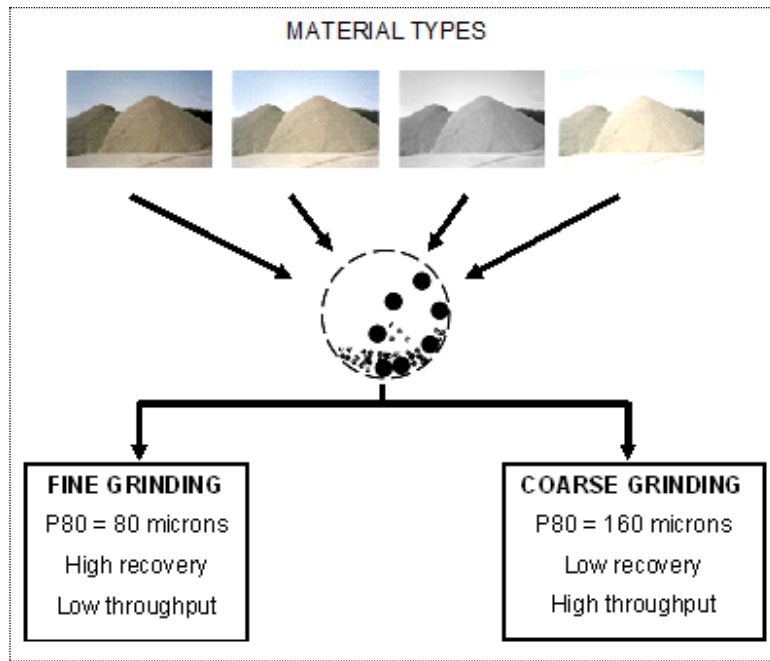 MATERIAL TYPES
FINE GRINDING
P80 = 80 microns
High recovery
Low throughput
COARSE GRINDING
P80 = 160 microns
Low recovery
High throughput